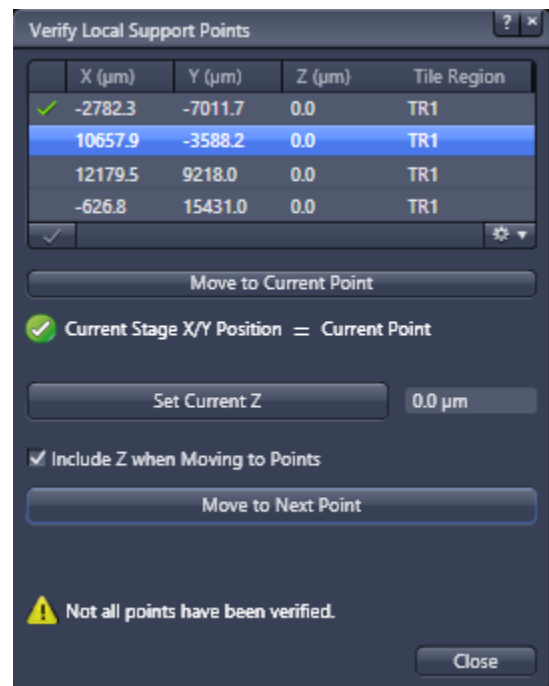 Verify Local Support Points ? ×
X (µm) Y (µm) Z (µm) Tile Region
-2782.3 -7011.7 0.0 TR1
10657.9 -3588.2 0.0 TR1
12179.5 9218.0 0.0 TR1
-626.8 15431.0 0.0 TR1
Move to Current Point
Current Stage X/Y Position = Current Point
Set Current Z 0.0 µm
Include Z when Moving to Points
Move to Next Point
Not all points have been verified.
Close